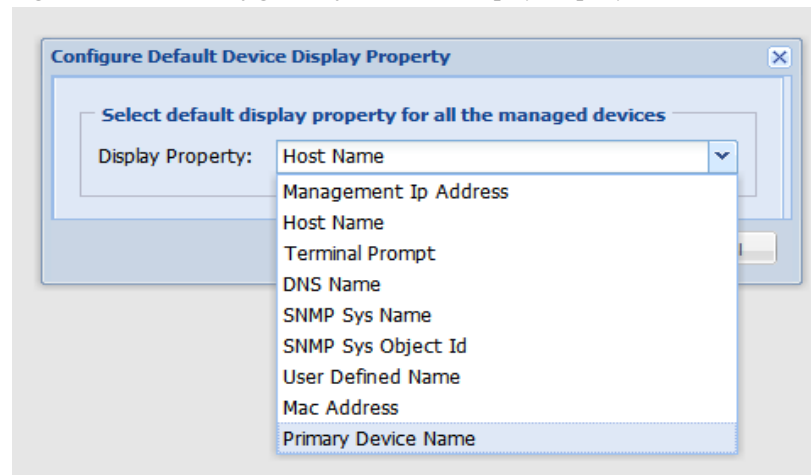 Configure Default Device Display Property
Select default display property for all the managed devices
Display Property: Host Name
Management Ip Address
Host Name
Terminal Prompt
DNS Name
SNMP Sys Name
SNMP Sys Object Id
User Defined Name
Mac Address
Primary Device Name